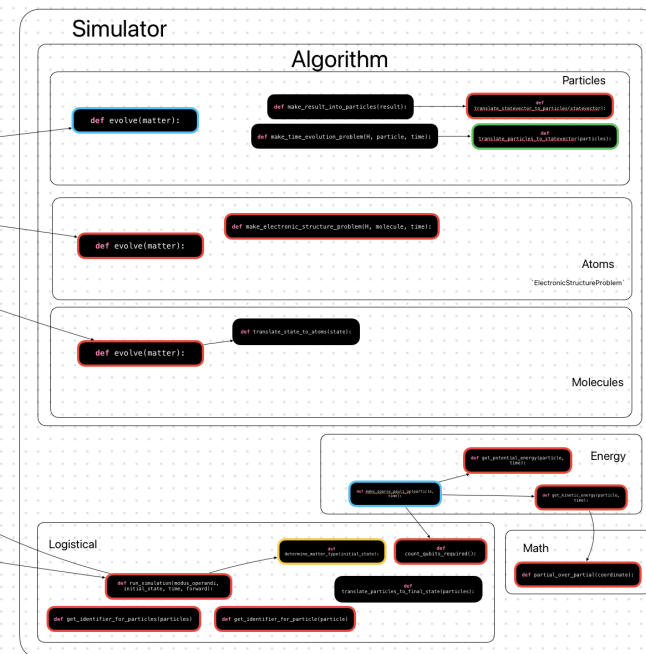 Simulator
Algorithm
Particles
def evolve(matter):
def make_result_into_particles(result):
def
translate_statevector_to_particles(statevector):
def make_time_evolution_problem(H, particle, time):
def
translate_particles_to_statevector(particles):
def evolve(matter):
def make_electronic_structure_problem(H, molecule, time):
Atoms
`ElectronicStructureProblem`
def evolve(matter):
def translate_state_to_atoms(state):
Molecules
Energy
def get_potential_energy(particle,
time):
def make_sparse_pauli_op(particle,
time):
def get_kinetic_energy(particle,
time):
Logistical
def
determine_matter_type(initial_state):
def
count_qubits_required():
def run_simulation(modus_operandi,
initial_state, time, forward):
def
translate_particles_to_final_state(particles):
def get_identifier_for_particles(particles)
def get_identifier_for_particle(particle)
Math
def partial_over_partial(coordinate):